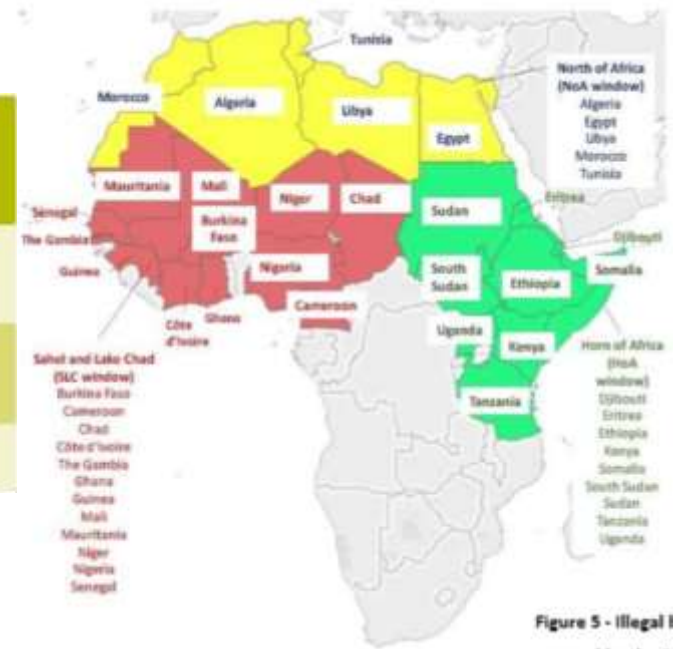 Tunisia
Morocco
Algeria
Libya
Egypt
North of Africa
(NoA window)
Algeria
Egypt
Libya
Morocco
Tunisia
Mauritania
Mali
Niger
Chad
Burkina
Faso
Nigeria
Cameroon
Senegal
The Gambia
Guinea
Côte
d'Ivoire
Ghana
Sudan
Eritrea
Djibouti
South
Sudan
Ethiopia
Somalia
Uganda
Kenya
Tanzania
Sahel and Lake Chad
(SLC window)
Burkina Faso
Cameroon
Chad
Côte d'Ivoire
The Gambia
Ghana
Guinea
Mali
Mauritania
Niger
Nigeria
Senegal
Horn of Africa
(HoA
window)
Djibouti
Eritrea
Ethiopia
Kenya
Somalia
South Sudan
Sudan
Tanzania
Uganda
Figure 5 - Illegal